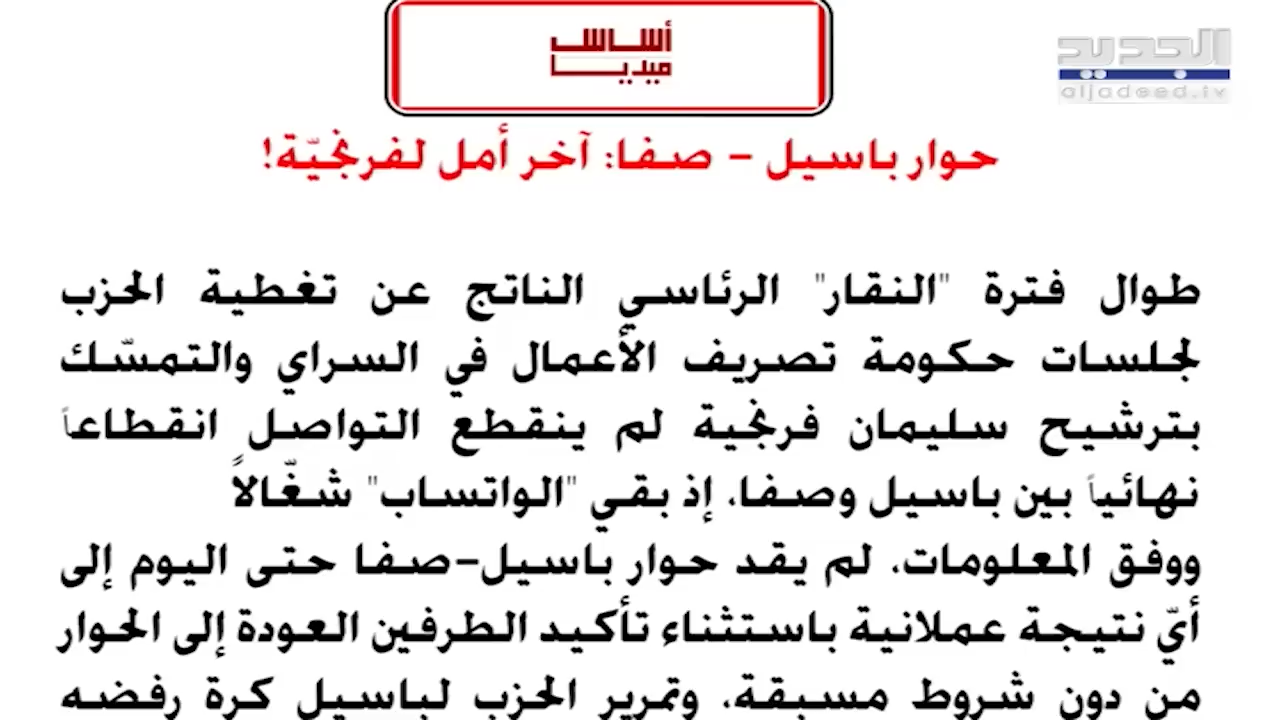 أساس
ميديا
الجديد
aljadeed.tv
حوار باسيل - صفا: آخر أمل لفرنجيّة!
طوال فترة "النقار" الرئاسي الناتج عن تغطية الحزب
لجلسات حكومة تصريف الأعمال في السراي والتمسّك
بترشيح سليمان فرنجية لم ينقطع التواصل انقطاعاً
نهائياً بين باسيل وصفا، إذ بقي "الواتساب" شغّالاً
ووفق المعلومات، لم يقد حوار باسيل-صفا حتى اليوم إلى
أيّ نتيجة عملانية باستثناء تأكيد الطرفين العودة إلى الحوار
من دون شروط مسبقة، وتمرير الحزب لباسيل كرة رفضه